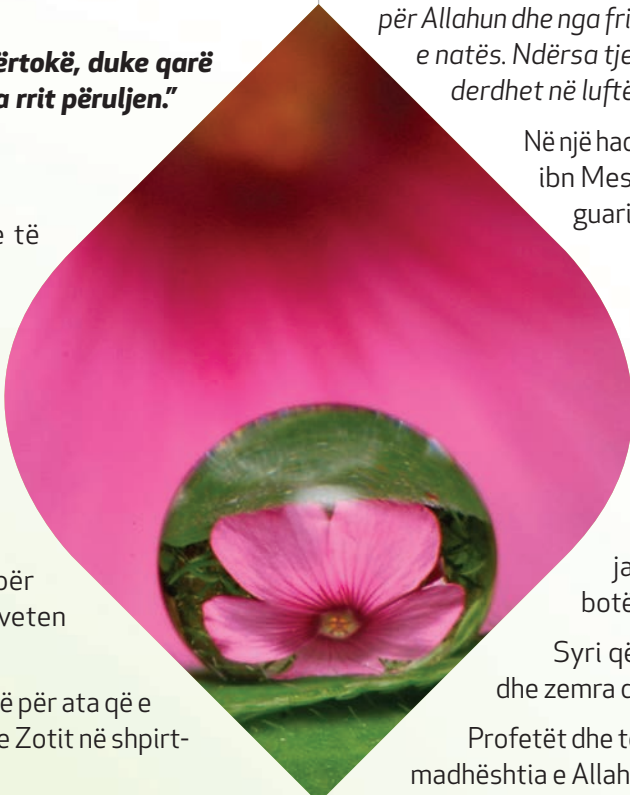 ërtokë, duke qarë
a rrit përuljen.”
e të
për
veten
ë për ata që e
e Zotit në shpirt-
për Allahun dhe nga fri
e natës. Ndërsa tje
derdhet në luftë
Në një had
ibn Mes
guari
ja
botë
Syri që
dhe zemra
Profetët dhe t
madhështia e Allah